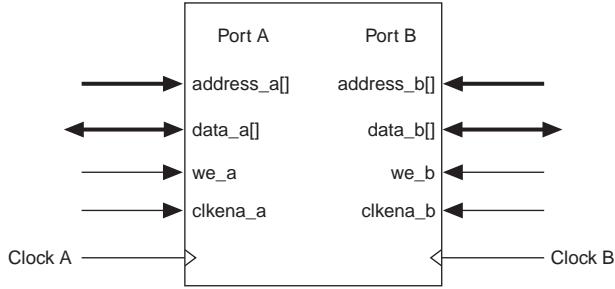 Port A Port B
address_a[] address_b[]
data_a[] data_b[]
we_a we_b
clkena_a clkena_b
Clock A Clock B